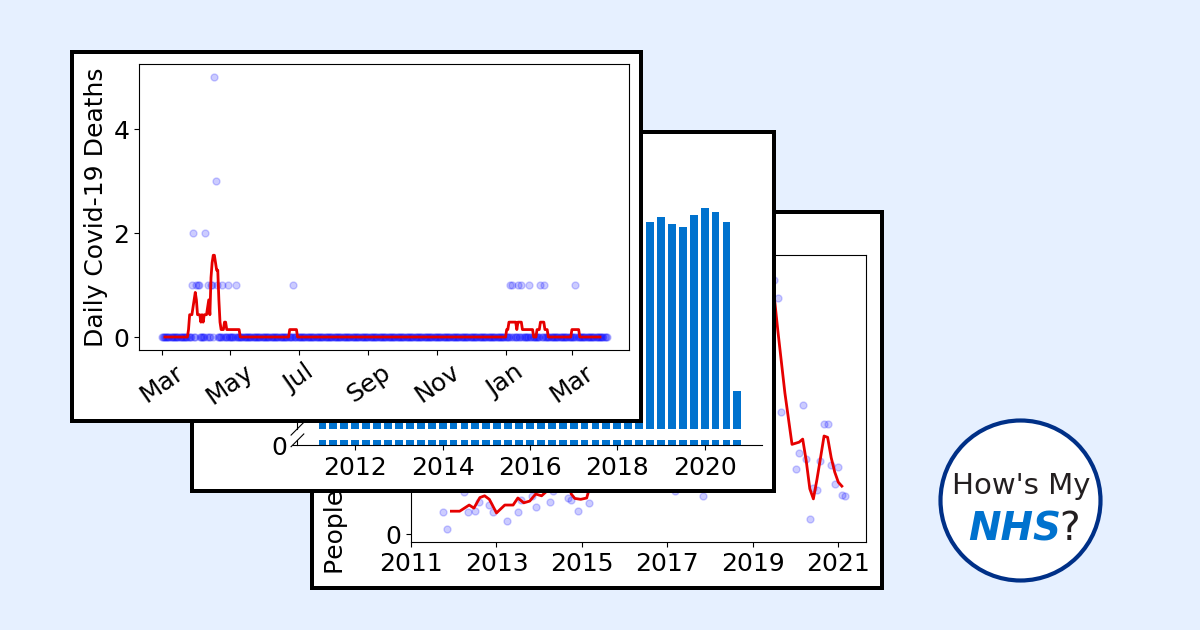 Daily Covid-19 Deaths
4
2
0
Mar May Jul Sep Nov Jan Mar
0
2012 2014 2016 2018 2020
People
0
2011 2013 2015 2017 2019 2021
How's My
NHS?